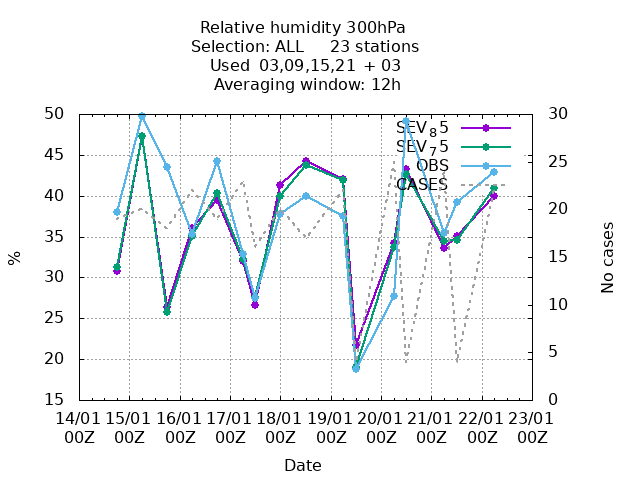 Relative humidity 300hPa
Selection: ALL 23 stations
Used 03,09,15,21 + 03
Averaging window: 12h
50
45
40
35
30
25
20
15
30
25
20
15
10
5
0
%
No cases
SEV₈5
SEV₇5
OBS
CASES
14/01 15/01 16/01 17/01 18/01 19/01 20/01 21/01 22/01 23/01
00Z 00Z 00Z 00Z 00Z 00Z 00Z 00Z 00Z 00Z
Date